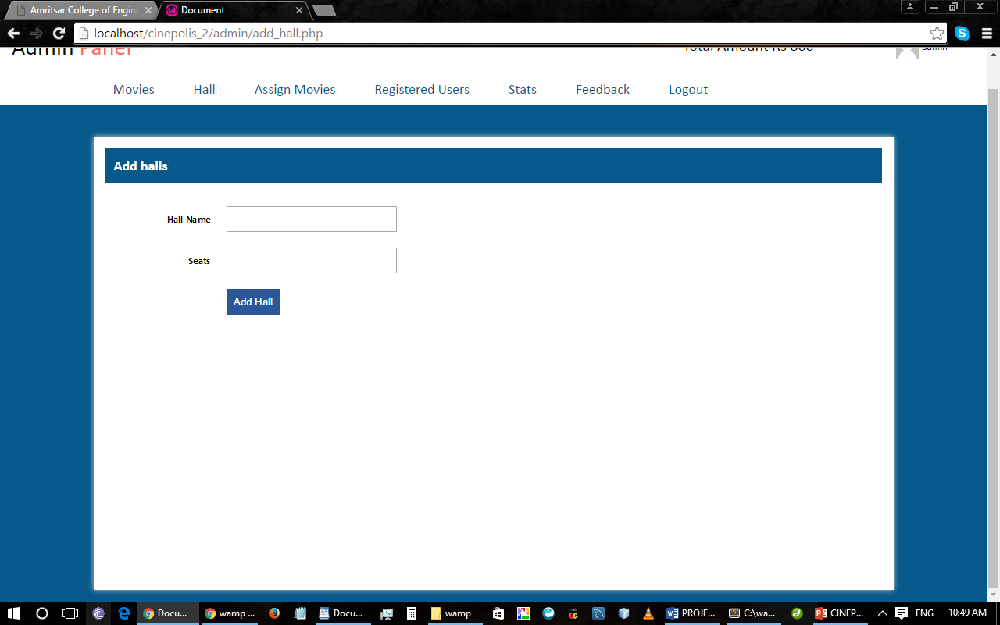 Amritsar College of Engin
Document
localhost/cinepolis_2/admin/add_hall.php
Admin Panel
Total Amount Rs 800
admin
Movies Hall Assign Movies Registered Users Stats Feedback Logout
Add halls
Hall Name
Seats
Add Hall
Docu... wamp ... Docu... wamp PROJE... C:\wa... CINEP... ENG 10:49 AM